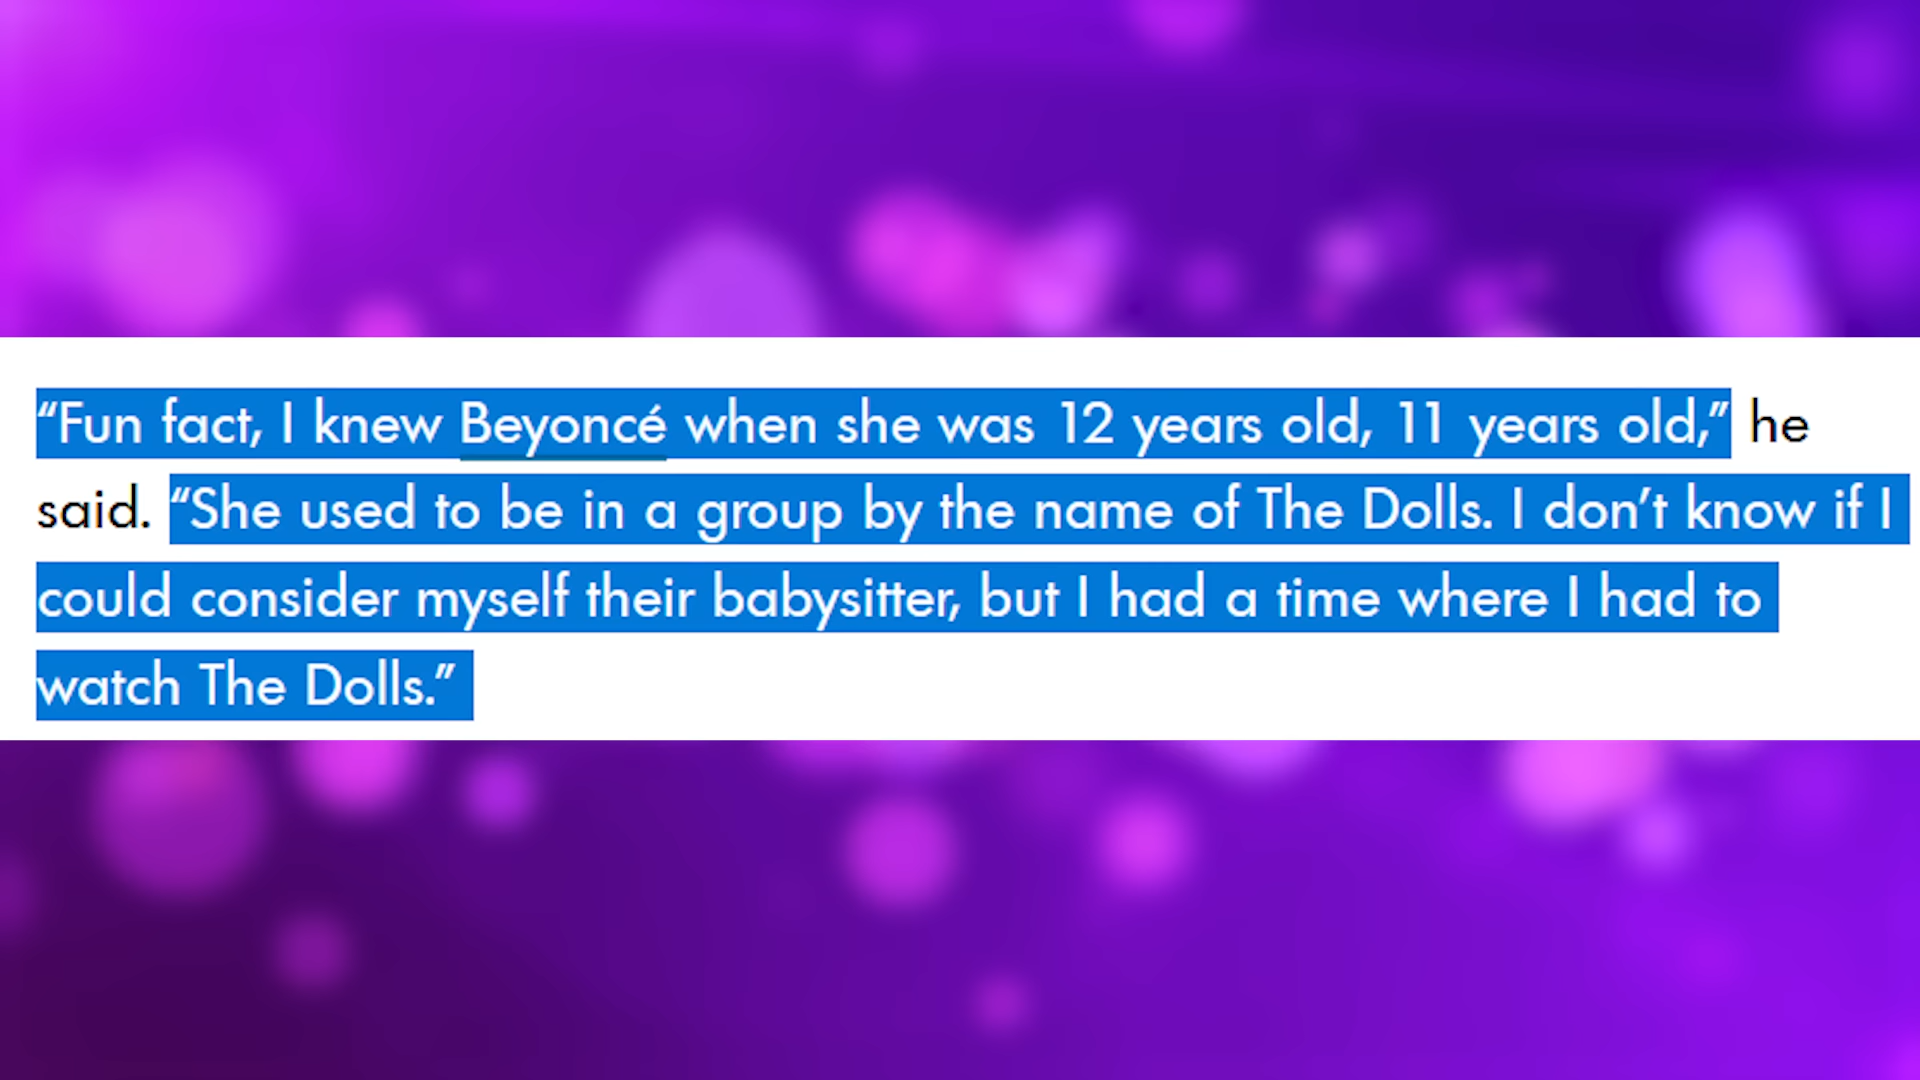 “Fun fact, I knew Beyoncé when she was 12 years old, 11 years old,” he
said. “She used to be in a group by the name of The Dolls. I don’t know if I
could consider myself their babysitter, but I had a time where I had to
watch The Dolls.”